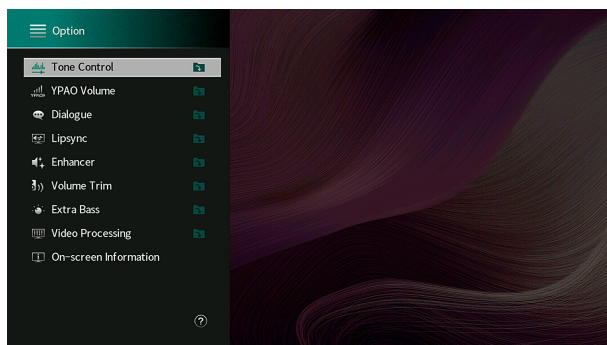 Option
Tone Control
YPAO Volume
Dialogue
Lipsync
Enhancer
Volume Trim
Extra Bass
Video Processing
On-screen Information
?